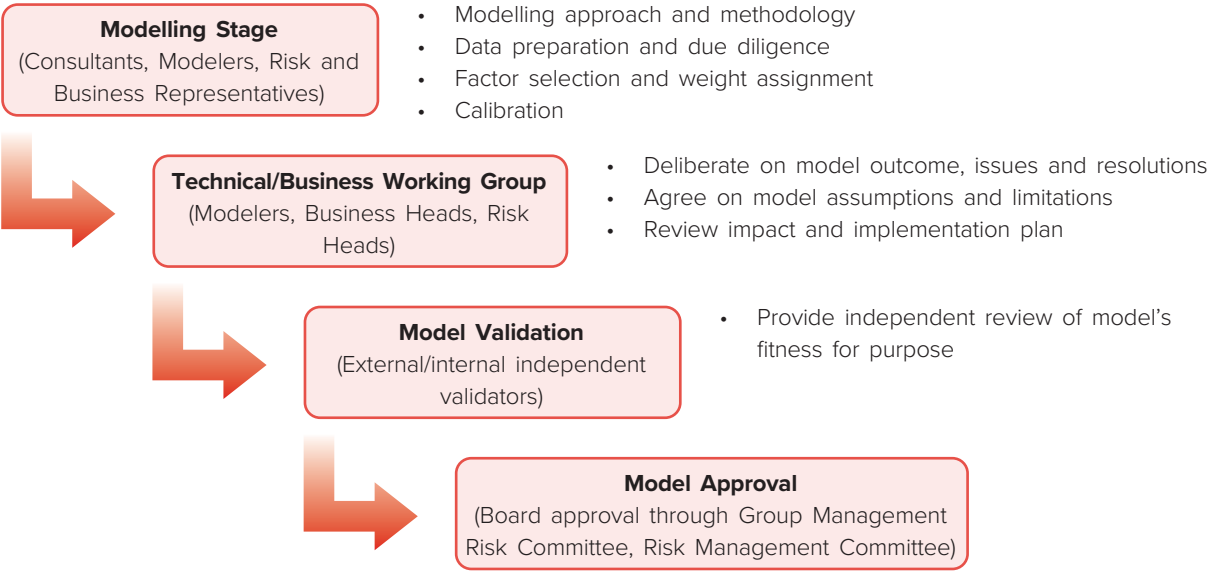 Modelling Stage
(Consultants, Modelers, Risk and
Business Representatives)
• Modelling approach and methodology
• Data preparation and due diligence
• Factor selection and weight assignment
• Calibration
Technical/Business Working Group
(Modelers, Business Heads, Risk
Heads)
• Deliberate on model outcome, issues and resolutions
• Agree on model assumptions and limitations
• Review impact and implementation plan
Model Validation
(External/internal independent
validators)
• Provide independent review of model’s
fitness for purpose
Model Approval
(Board approval through Group Management
Risk Committee, Risk Management Committee)